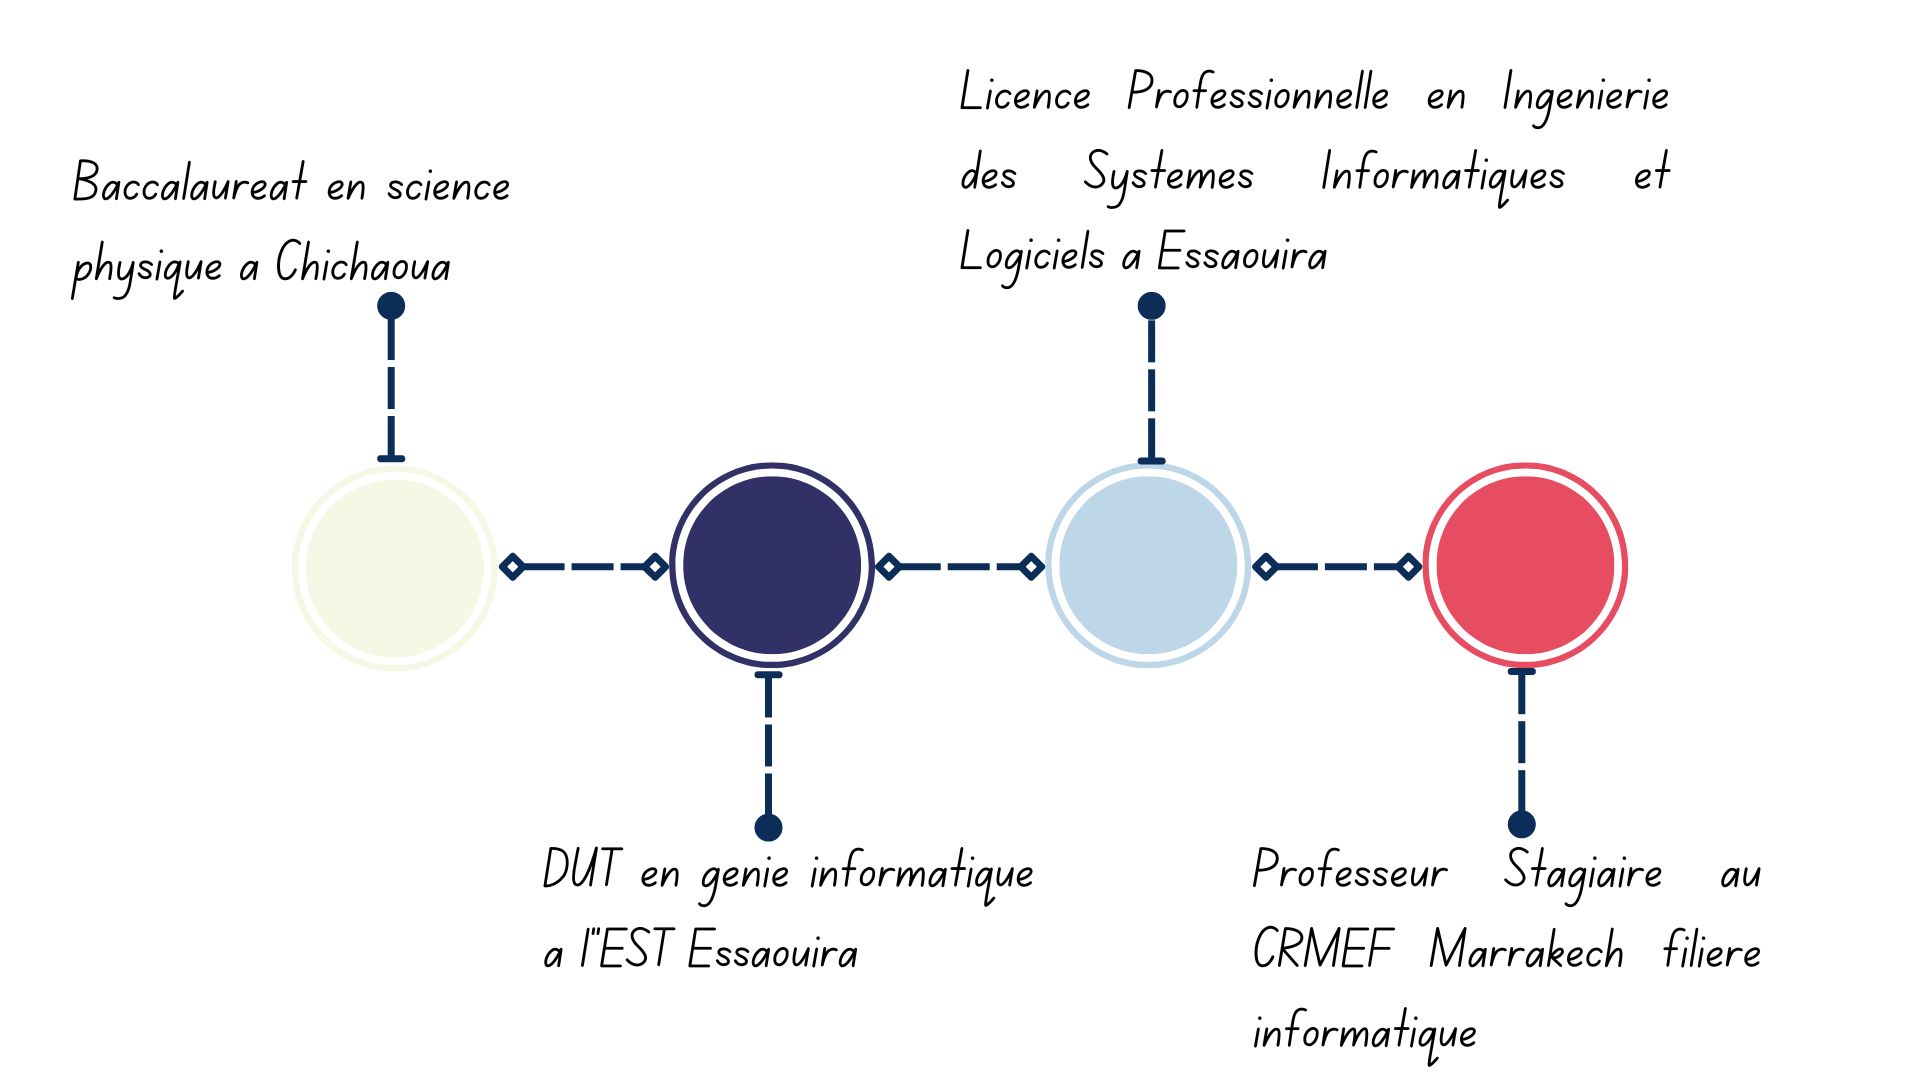 Baccalaureat en science
physique a Chichaoua
DUT en genie informatique
a l"EST Essaouira
Licence Professionnelle en Ingenierie
des Systemes Informatiques et
Logiciels a Essaouira
Professeur Stagiaire au
CRMEF Marrakech filiere
informatique